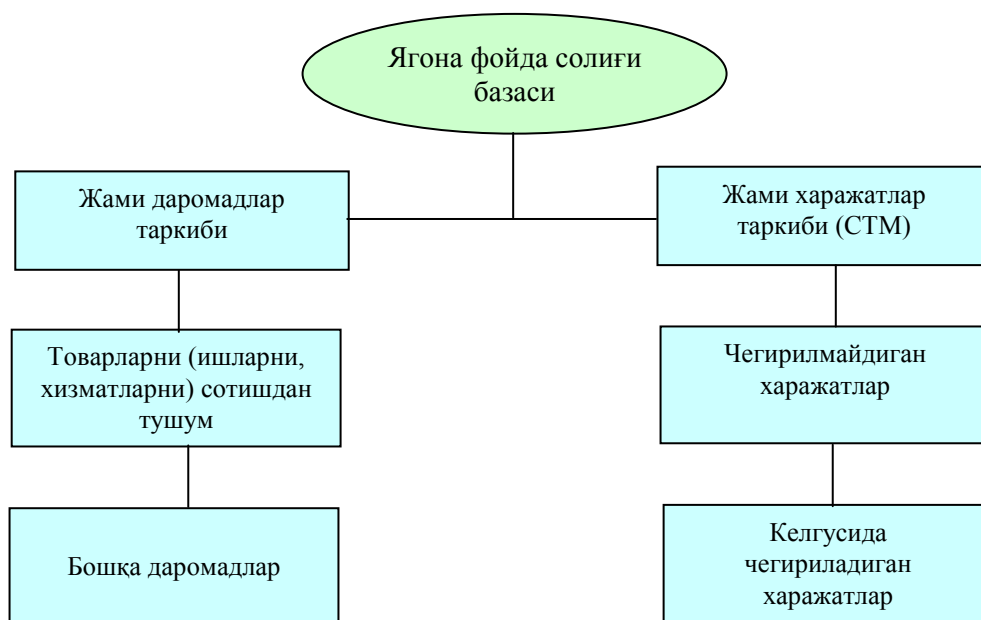 Ягона фойда солиғи
базаси
Жами даромадлар
таркиби
Жами харажатлар
таркиби (СТМ)
Товарларни (ишларни,
хизматларни) сотишдан
тушум
Чегирилмайдиган
харажатлар
Бошқа даромадлар
Келгусида
чегириладиган
харажатлар